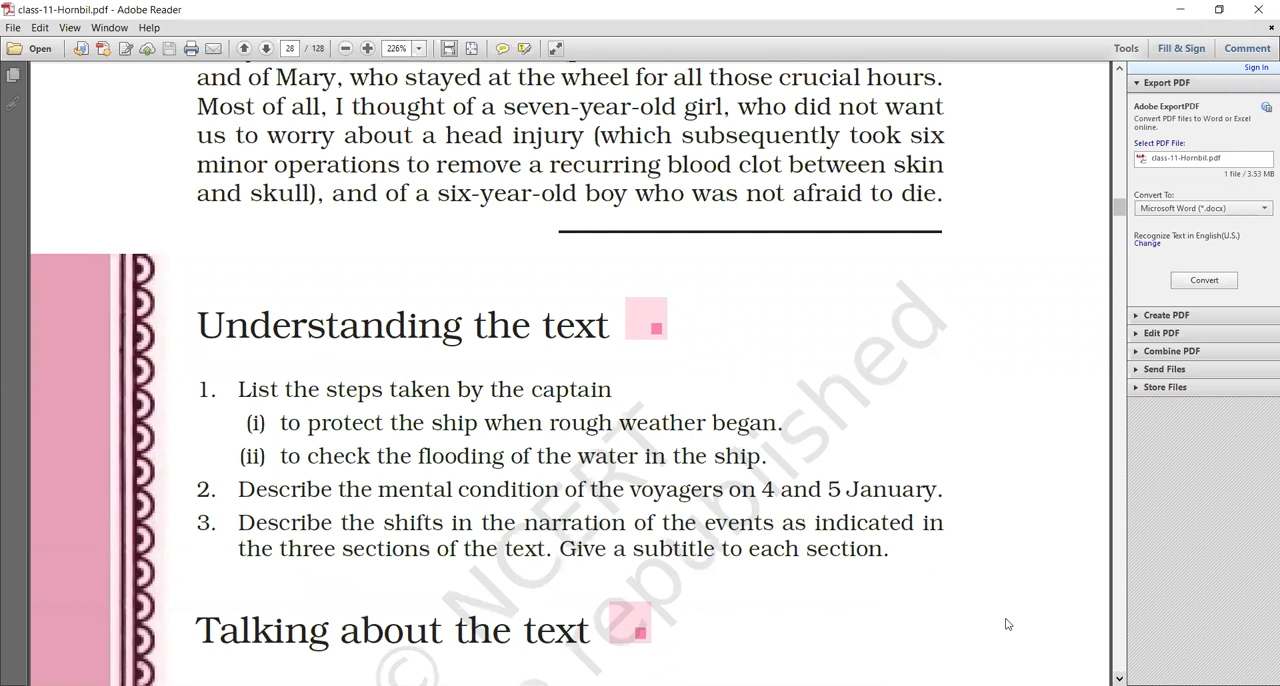 class-11-Hornbil.pdf - Adobe Reader
File Edit View Window Help
Open 28 / 128 226% Tools Fill & Sign Comment
Sign In
Export PDF
Adobe ExportPDF
Convert PDF files to Word or Excel
online.
Select PDF File:
class-11-Hornbil.pdf
1 file / 3.53 MB
Convert To:
Microsoft Word (*.docx)
Recognize Text in English(U.S.)
Change
Convert
Create PDF
Edit PDF
Combine PDF
Send Files
Store Files
and of Mary, who stayed at the wheel for all those crucial hours.
Most of all, I thought of a seven-year-old girl, who did not want
us to worry about a head injury (which subsequently took six
minor operations to remove a recurring blood clot between skin
and skull), and of a six-year-old boy who was not afraid to die.
Understanding the text
1. List the steps taken by the captain
(i) to protect the ship when rough weather began.
(ii) to check the flooding of the water in the ship.
2. Describe the mental condition of the voyagers on 4 and 5 January.
3. Describe the shifts in the narration of the events as indicated in
the three sections of the text. Give a subtitle to each section.
Talking about the text
© NCERT
e republished